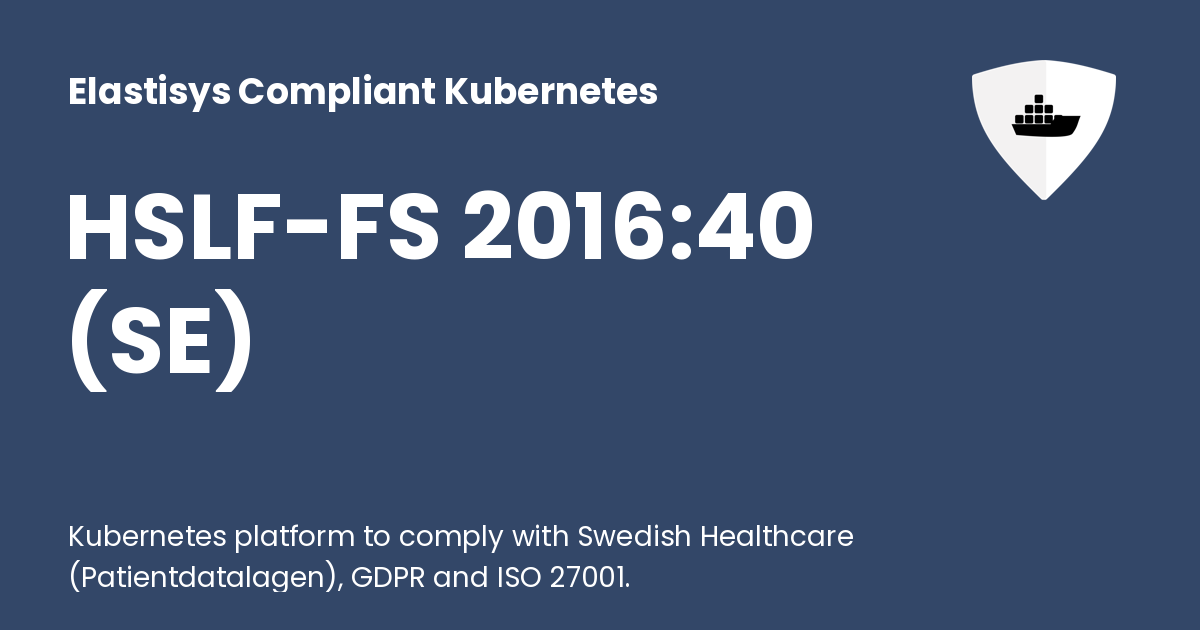 Elastisys Compliant Kubernetes
HSLF-FS 2016:40
(SE)
Kubernetes platform to comply with Swedish Healthcare
(Patientdatalagen), GDPR and ISO 27001.